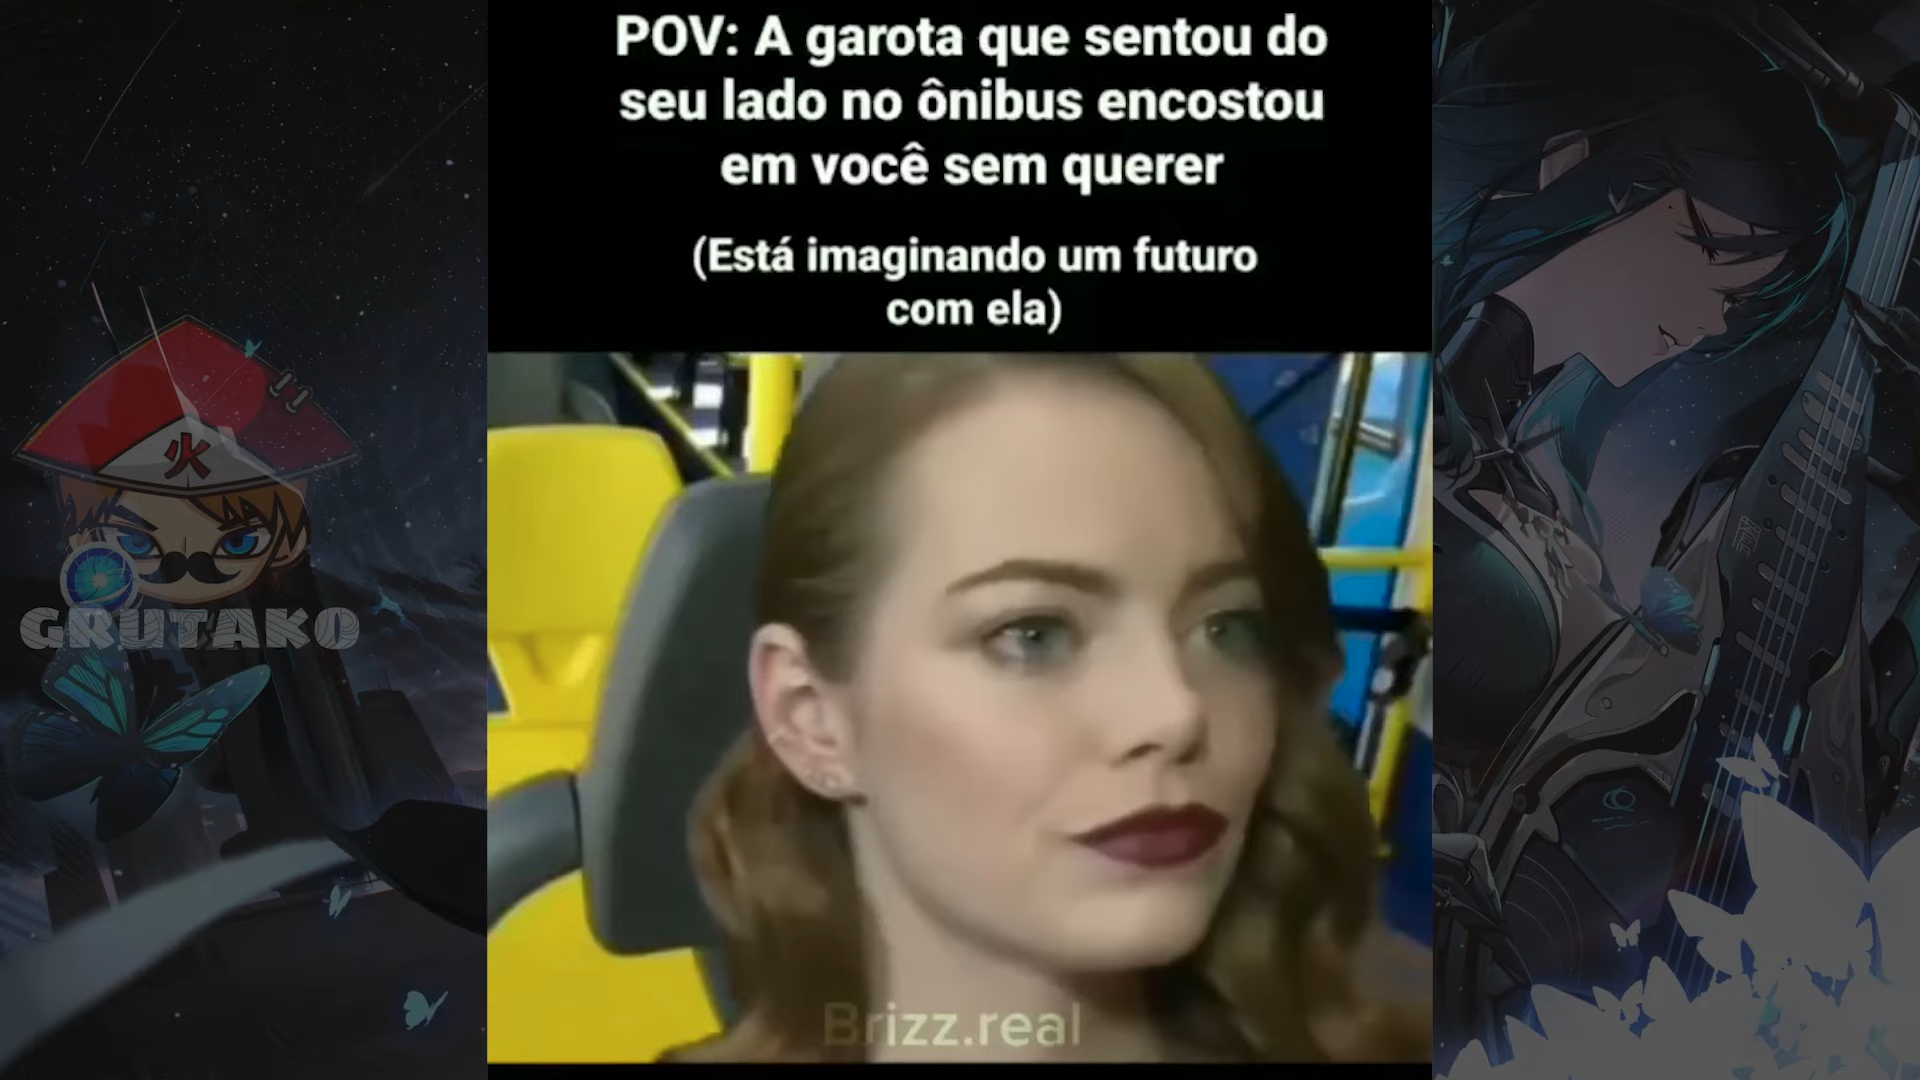 POV: A garota que sentou do
seu lado no ônibus encostou
em você sem querer
(Está imaginando um futuro
com ela)
火
GRUTAKO
Brizz.real